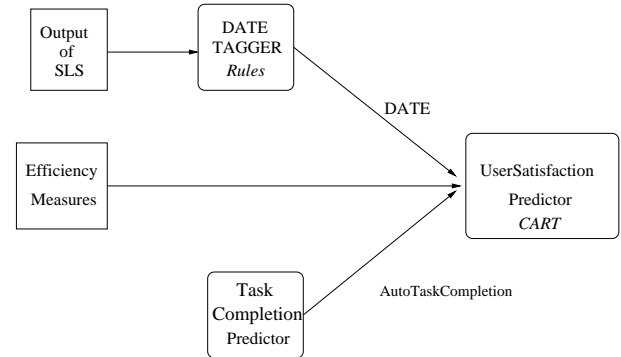 Output
of
SLS
DATE
TAGGER
Rules
DATE
Efficiency
Measures
UserSatisfaction
Predictor
CART
Task
Completion
Predictor
AutoTaskCompletion